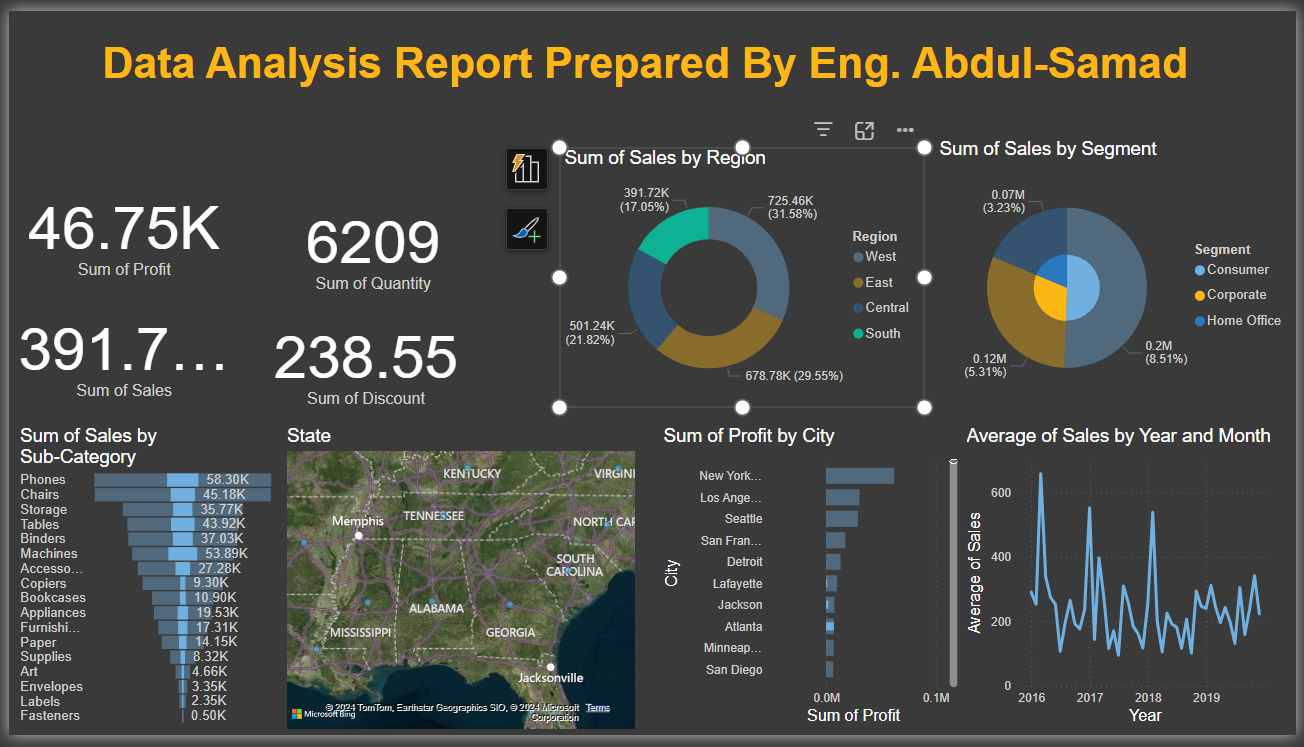 Data Analysis Report Prepared By Eng. Abdul-Samad
46.75K
Sum of Profit
6209
Sum of Quantity
391.7...
Sum of Sales
238.55
Sum of Discount
Sum of Sales by Region
391.72K
(17.05%)
725.46K
(31.58%)
501.24K
(21.82%)
678.78K (29.55%)
Region
West
East
Central
South
Sum of Sales by Segment
0.07M
(3.23%)
0.12M
(5.31%)
0.2M
(8.51%)
Segment
Consumer
Corporate
Home Office
Sum of Sales by
Sub-Category
Phones 58.30K
Chairs 45.18K
Storage 35.77K
Tables 43.92K
Binders 37.03K
Machines 53.89K
Accesso... 27.28K
Copiers 9.30K
Bookcases 10.90K
Appliances 19.53K
Furnishi... 17.31K
Paper 14.15K
Supplies 8.32K
Art 4.66K
Envelopes 3.35K
Labels 2.35K
Fasteners 0.50K
State
KENTUCKY
VIRGINI
Memphis
TENNESSEE
NORTH CAR
SOUTH
CAROLINA
ALABAMA
MISSISSIPPI
GEORGIA
Jacksonville
© 2024 TomTom, Earthstar Geographics SIO, © 2024 Microsoft Corporation Terms
Microsoft Bing
Sum of Profit by City
City
New York...
Los Ange...
Seattle
San Fran...
Detroit
Lafayette
Jackson
Atlanta
Minneap...
San Diego
0.0M 0.1M
Sum of Profit
Average of Sales by Year and Month
Average of Sales
600
400
200
0
2016 2017 2018 2019
Year